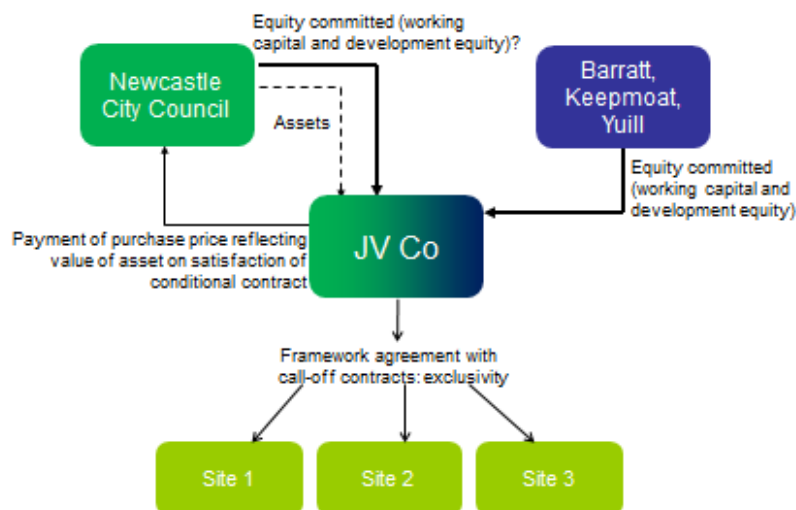 Equity committed (working
capital and development equity)?
Newcastle
City Council
Barratt,
Keepmoat,
Yuill
Assets
Equity committed
(working capital and
development equity)
Payment of purchase price reflecting
value of asset on satisfaction of
conditional contract
JV Co
Framework agreement with
call-off contracts: exclusivity
Site 1
Site 2
Site 3